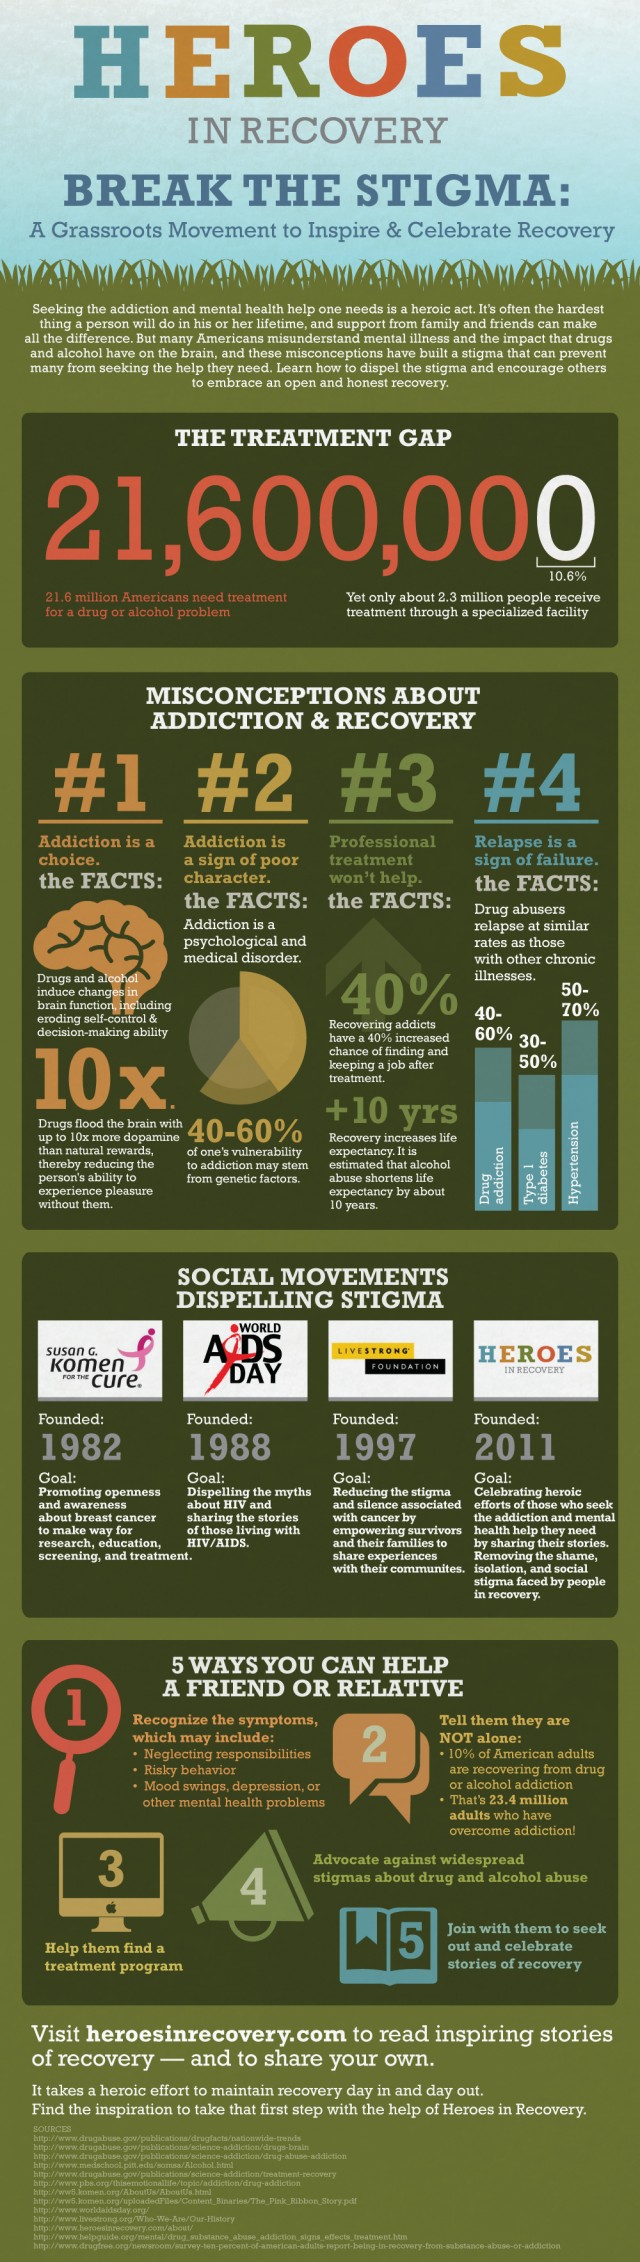 HEROES
IN RECOVERY
BREAK THE STIGMA:
A Grassroots Movement to Inspire & Celebrate Recovery
Seeking the addiction and mental health help one needs is a heroic act. It's often the hardest
thing a person will do in his or her lifetime, and support from family and friends can make
all the difference. But many Americans misunderstand mental illness and the impact that drugs
and alcohol have on the brain, and these misconceptions have built a stigma that can prevent
many from seeking the help they need. Learn how to dispel the stigma and encourage others
to embrace an open and honest recovery.
THE TREATMENT GAP
21,600,000
10.6%
21.6 million Americans need treatment
for a drug or alcohol problem
Yet only about 2.3 million people receive
treatment through a specialized facility
MISCONCEPTIONS ABOUT
ADDICTION & RECOVERY
#1
Addiction is a
choice.
the FACTS:
Drugs and alcohol
induce changes in
brain function, including
eroding self-control &
decision-making ability
10x.
Drugs flood the brain with
up to 10x more dopamine
than natural rewards,
thereby reducing the
person's ability to
experience pleasure
without them.
#2
Addiction is
a sign of poor
character.
the FACTS:
Addiction is a
psychological and
medical disorder.
40-60%
of one's vulnerability
to addiction may stem
from genetic factors.
#3
Professional
treatment
won't help.
the FACTS:
40%
Recovering addicts
have a 40% increased
chance of finding and
keeping a job after
treatment.
+10 yrs
Recovery increases life
expectancy. It is
estimated that alcohol
abuse shortens life
expectancy by about
10 years.
#4
Relapse is a
sign of failure.
the FACTS:
Drug abusers
relapse at similar
rates as those
with other chronic
illnesses.
40-
60%
30-
50%
50-
70%
Drug
addiction
Type 1
diabetes
Hypertension
SOCIAL MOVEMENTS
DISPELLING STIGMA
SUSAN G.
Komen
FOR THE
cure®
Founded:
1982
Goal:
Promoting openness
and awareness
about breast cancer
to make way for
research, education,
screening, and treatment.
WORLD
AIDS
DAY
Founded:
1988
Goal:
Dispelling the myths
about HIV and
sharing the stories
of those living with
HIV/AIDS.
LIVESTRONG
FOUNDATION
Founded:
1997
Goal:
Reducing the stigma
and silence associated
with cancer by
empowering survivors
and their families to
share experiences
with their communites.
HEROES
IN RECOVERY
Founded:
2011
Goal:
Celebrating heroic
efforts of those who seek
the addiction and mental
health help they need
by sharing their stories.
Removing the shame,
isolation, and social
stigma faced by people
in recovery.
5 WAYS YOU CAN HELP
A FRIEND OR RELATIVE
1
Recognize the symptoms,
which may include:
• Neglecting responsibilities
• Risky behavior
• Mood swings, depression, or
other mental health problems
2
Tell them they are
NOT alone:
• 10% of American adults
are recovering from drug
or alcohol addiction
• That's 23.4 million
adults who have
overcome addiction!
3
Help them find a
treatment program
4
Advocate against widespread
stigmas about drug and alcohol abuse
5
Join with them to seek
out and celebrate
stories of recovery
Visit heroesinrecovery.com to read inspiring stories
of recovery — and to share your own.
It takes a heroic effort to maintain recovery day in and day out.
Find the inspiration to take that first step with the help of Heroes in Recovery.
SOURCES
http://www.drugabuse.gov/publications/drugfacts/nationwide-trends
http://www.drugabuse.gov/publications/science-addiction/drugs-brain
http://www.drugabuse.gov/publications/science-addiction/drug-abuse-addiction
http://www.medschool.pitt.edu/somsa/Alcohol.html
http://www.drugabuse.gov/publications/science-addiction/treatment-recovery
http://www.pbs.org/thisemotionallife/topic/addiction/drug-addiction
http://ww5.komen.org/AboutUs/AboutUs.html
http://ww5.komen.org/uploadedFiles/Content_Binaries/The_Pink_Ribbon_Story.pdf
http://www.worldaidsday.org/
http://www.livestrong.org/Who-We-Are/Our-History
http://www.heroesinrecovery.com/about/
http://www.helpguide.org/mental/drug_substance_abuse_addiction_signs_effects_treatment.htm
http://www.drugfree.org/newsroom/survey-ten-percent-of-american-adults-report-being-in-recovery-from-substance-abuse-or-addiction